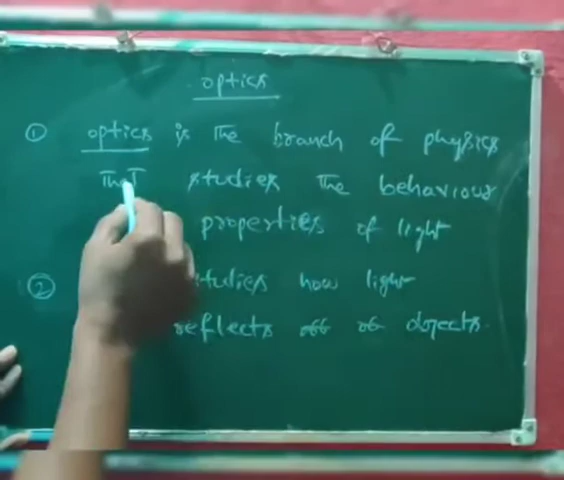 optics
① optics is The branch of physics
ThaT studies The behaviour
properties of light
② studies how light
reflects off of objects.